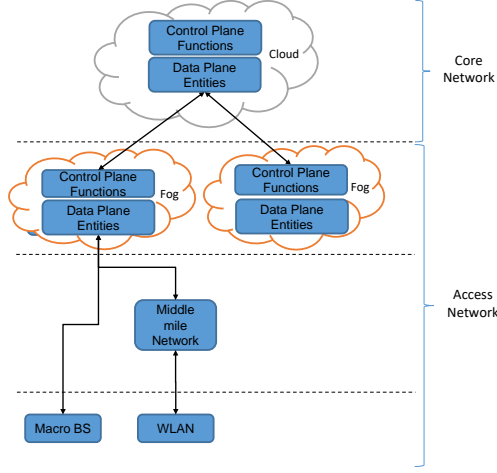 Control Plane
Functions
Cloud
Data Plane
Entities
Core
Network
Control Plane
Functions
Fog
Data Plane
Entities
Control Plane
Functions
Fog
Data Plane
Entities
Middle
mile
Network
Access
Network
Macro BS
WLAN